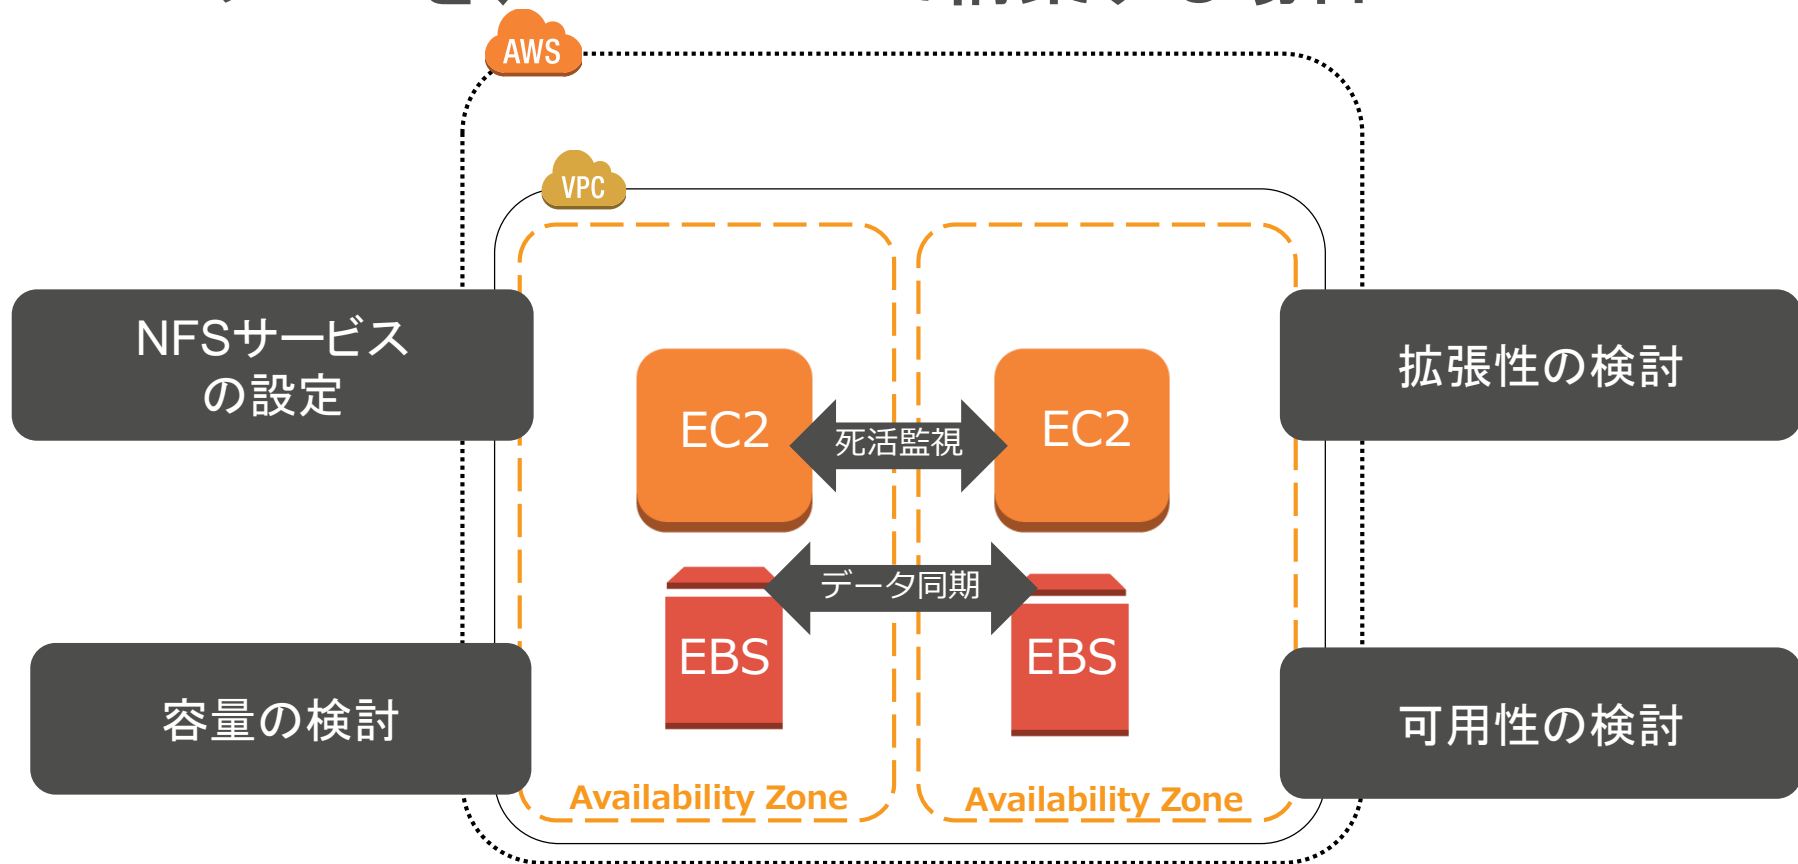 AWS
VPC
NFSサービス
の設定
拡張性の検討
EC2
死活監視
EC2
データ同期
EBS
EBS
容量の検討
可用性の検討
Availability Zone
Availability Zone